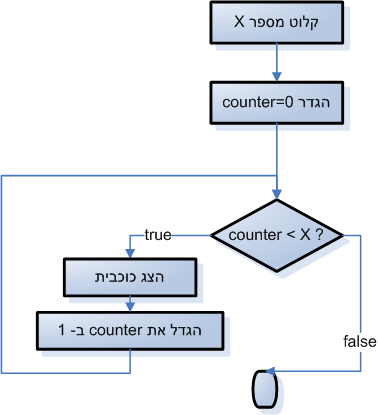 קלוט מספר X
הגדר counter=0
counter < X ?
true
הצג כוכבית
הגדל את counter ב- 1
false